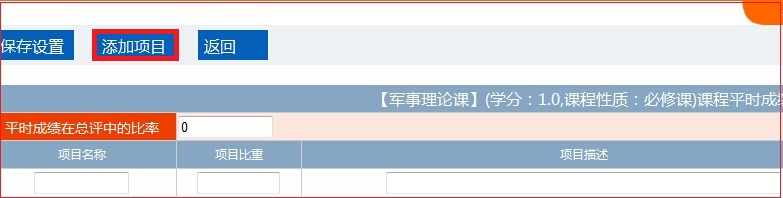 保存设置 添加项目 返回
【军事理论课】(学分：1.0,课程性质：必修课)课程平时成绩
平时成绩在总评中的比率 0
项目名称 项目比重 项目描述